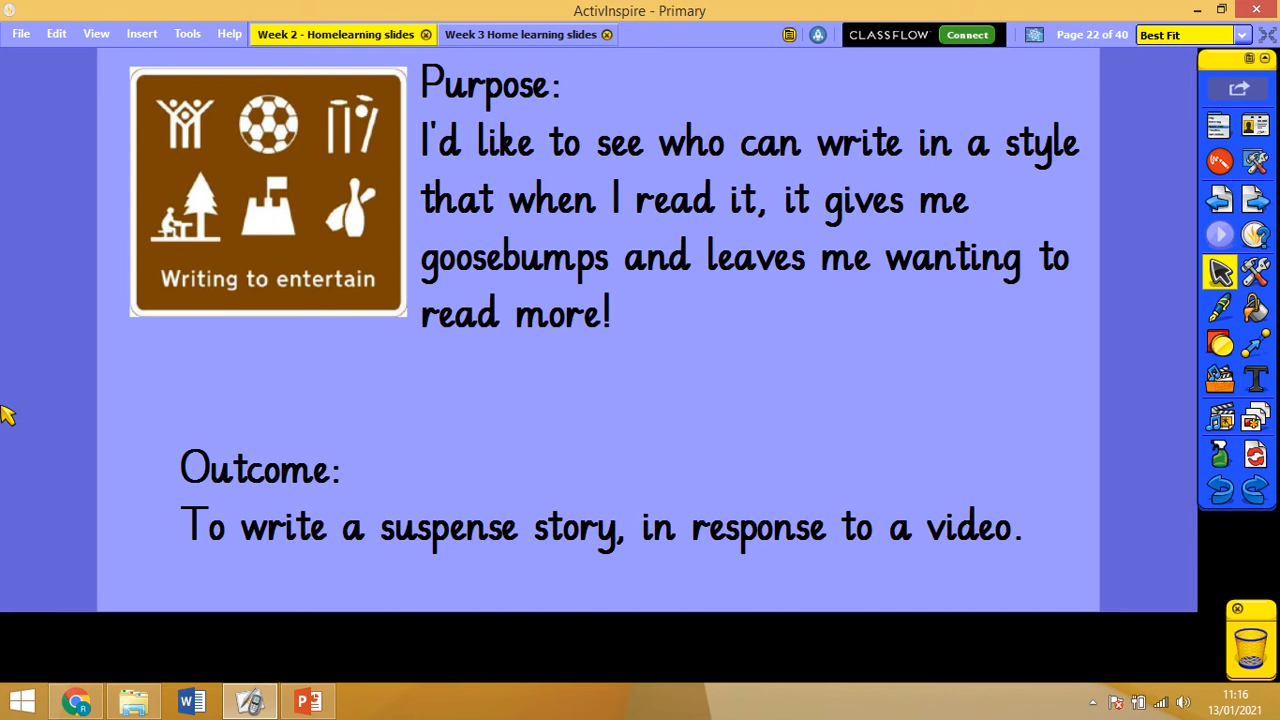 ActivInspire - Primary
File Edit View Insert Tools Help Week 2 - Homelearning slides Week 3 Home learning slides CLASSFLOW Connect Page 22 of 40 Best Fit
Purpose:
I'd like to see who can write in a style
that when I read it, it gives me
goosebumps and leaves me wanting to
read more!
Writing to entertain
Outcome:
To write a suspense story, in response to a video.
11:16
13/01/2021